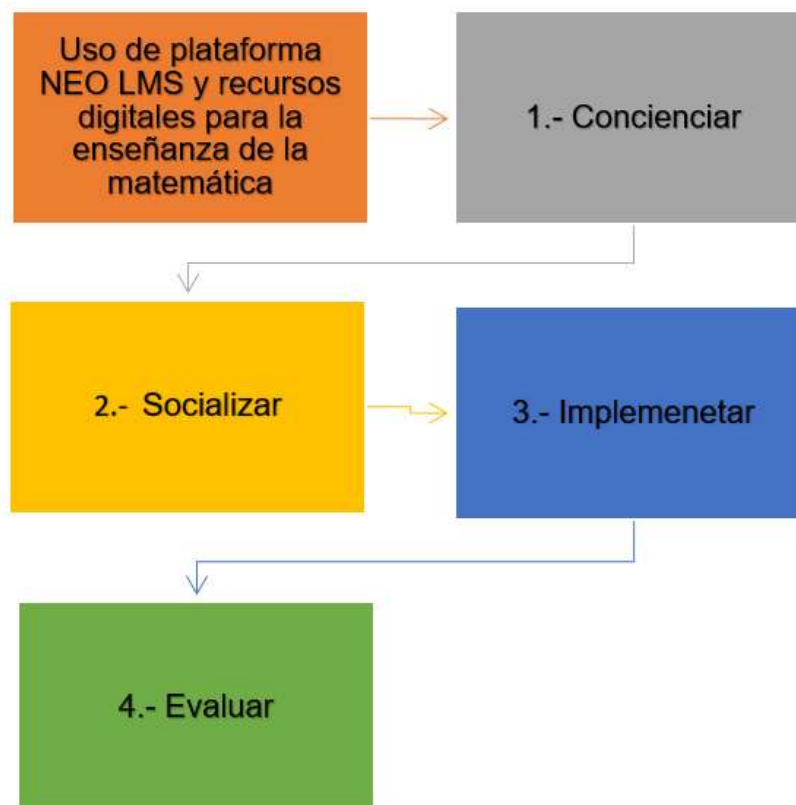 Uso de plataforma
NEO LMS y recursos
digitales para la
enseñanza de la
matemática
1.- Concienciar
2.- Socializar
3.- Implemenetar
4.- Evaluar